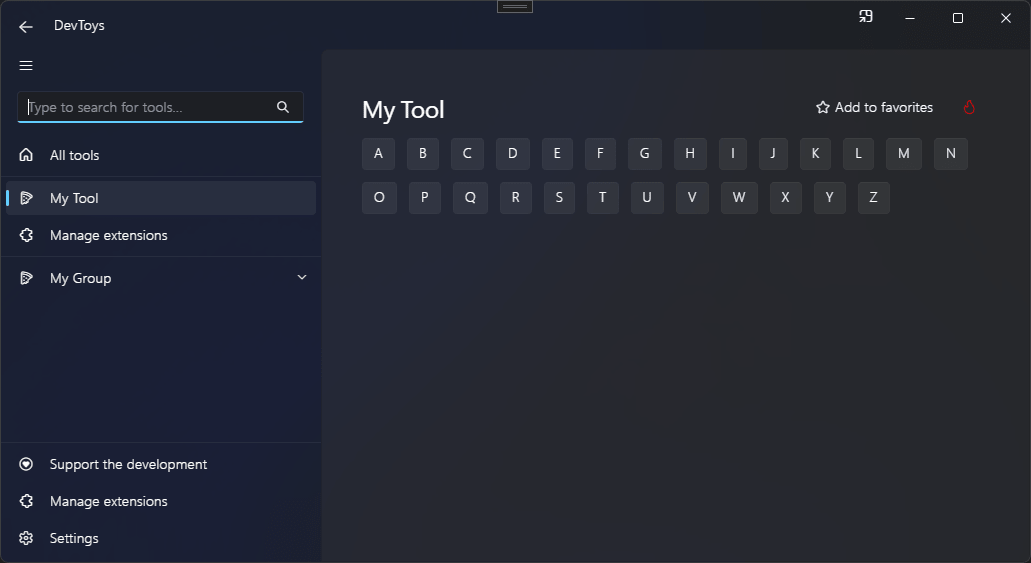 DevToys
Type to search for tools...
All tools
My Tool
Manage extensions
My Group
Support the development
Manage extensions
Settings
My Tool
Add to favorites
A B C D E F G H I J K L M N
O P Q R S T U V W X Y Z